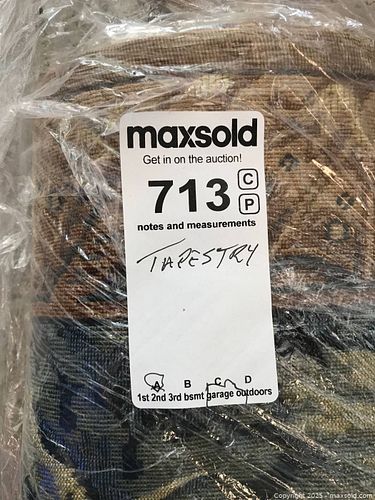 maxsold
Get in on the auction!
713 C
P
notes and measurements
TAPESTRY
A B C D
1st 2nd 3rd bsmt garage outdoors
Copyright 2025 - maxsold.com